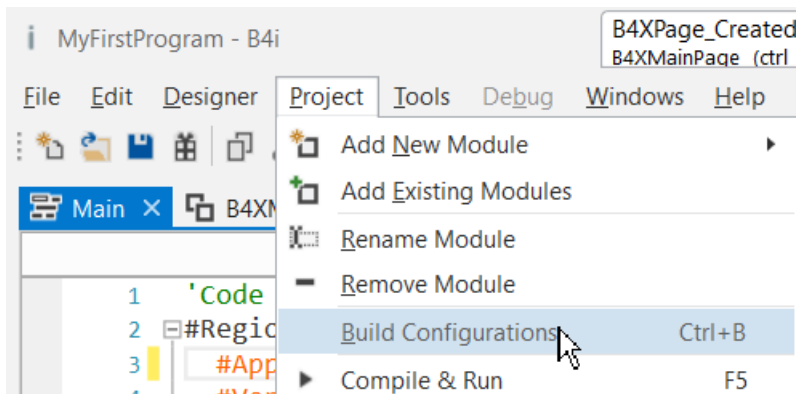 MyFirstProgram - B4i
B4XPage_Created
B4XMainPage (ctrl
File Edit Designer Project Tools Debug Windows Help
Add New Module
Add Existing Modules
Main
Rename Module
Remove Module
1 'Code
2 #Regio
Build Configurations Ctrl+B
3 #App
Compile & Run F5